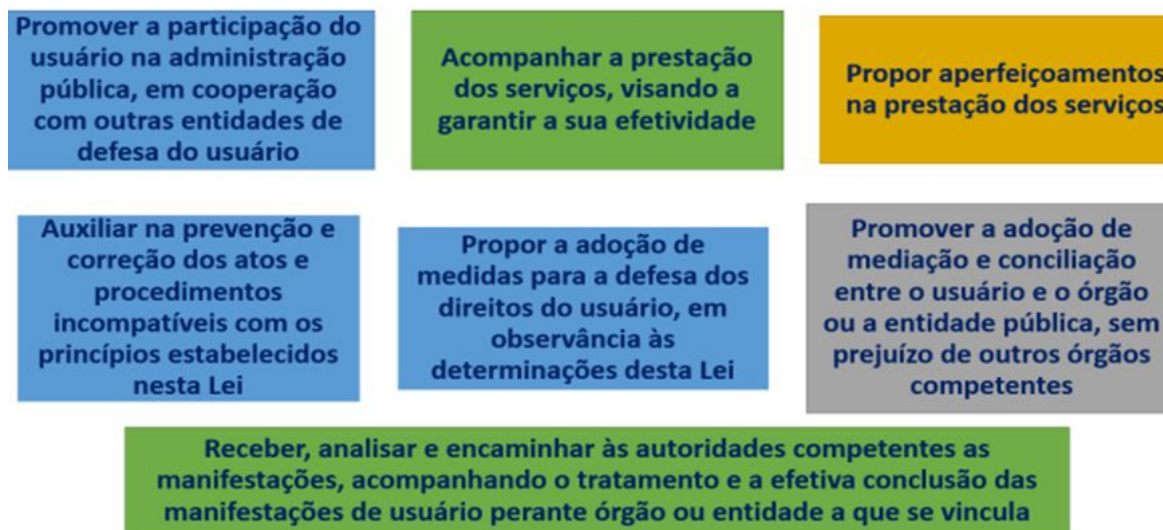 Promover a participação do
usuário na administração
pública, em cooperação
com outras entidades de
defesa do usuário
Acompanhar a prestação
dos serviços, visando a
garantir a sua efetividade
Propor aperfeiçoamentos
na prestação dos serviços
Auxiliar na prevenção e
correção dos atos e
procedimentos
incompatíveis com os
princípios estabelecidos
nesta Lei
Propor a adoção de
medidas para a defesa dos
direitos do usuário, em
observância às
determinações desta Lei
Promover a adoção de
mediação e conciliação
entre o usuário e o órgão
ou a entidade pública, sem
prejuízo de outros órgãos
competentes
Receber, analisar e encaminhar às autoridades competentes as
manifestações, acompanhando o tratamento e a efetiva conclusão das
manifestações de usuário perante órgão ou entidade a que se vincula